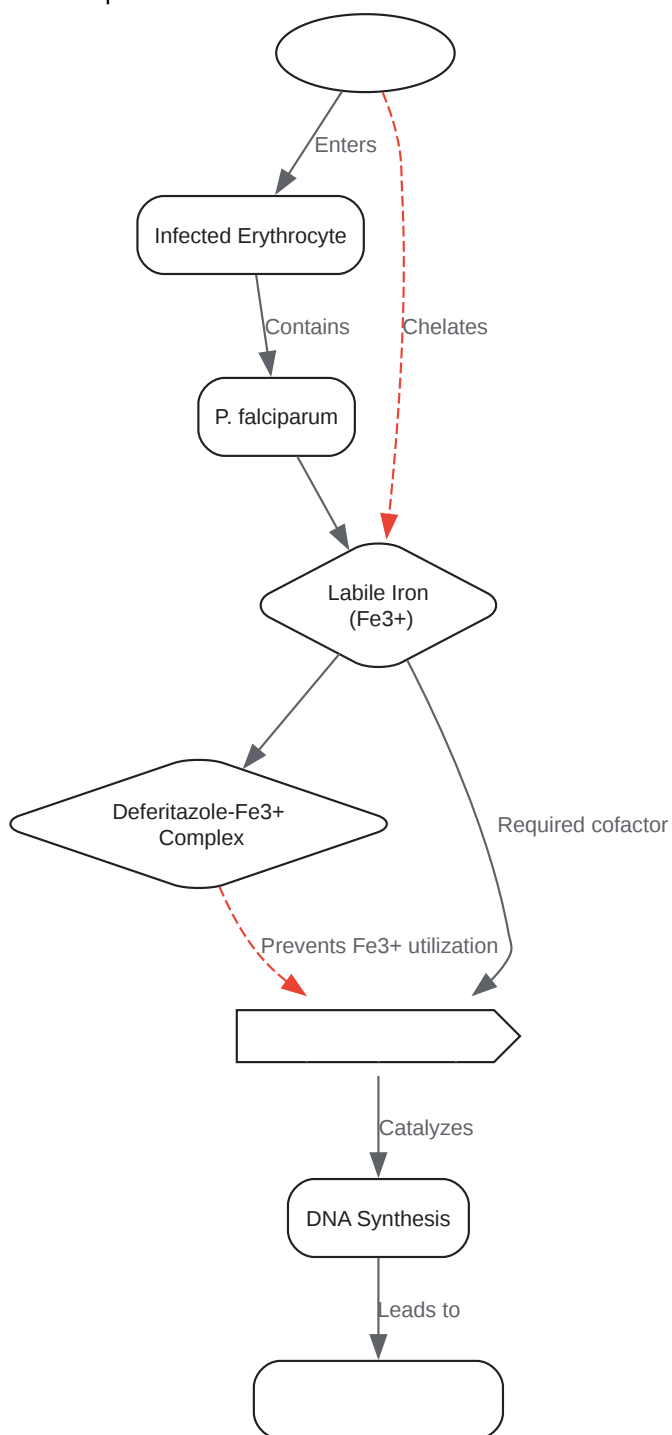 Enters
Infected Erythrocyte
Contains
Chelates
P. falciparum
Labile Iron
(Fe3+)
Deferitazole-Fe3+
Complex
Required cofactor
Prevents Fe3+ utilization
Catalyzes
DNA Synthesis
Leads to